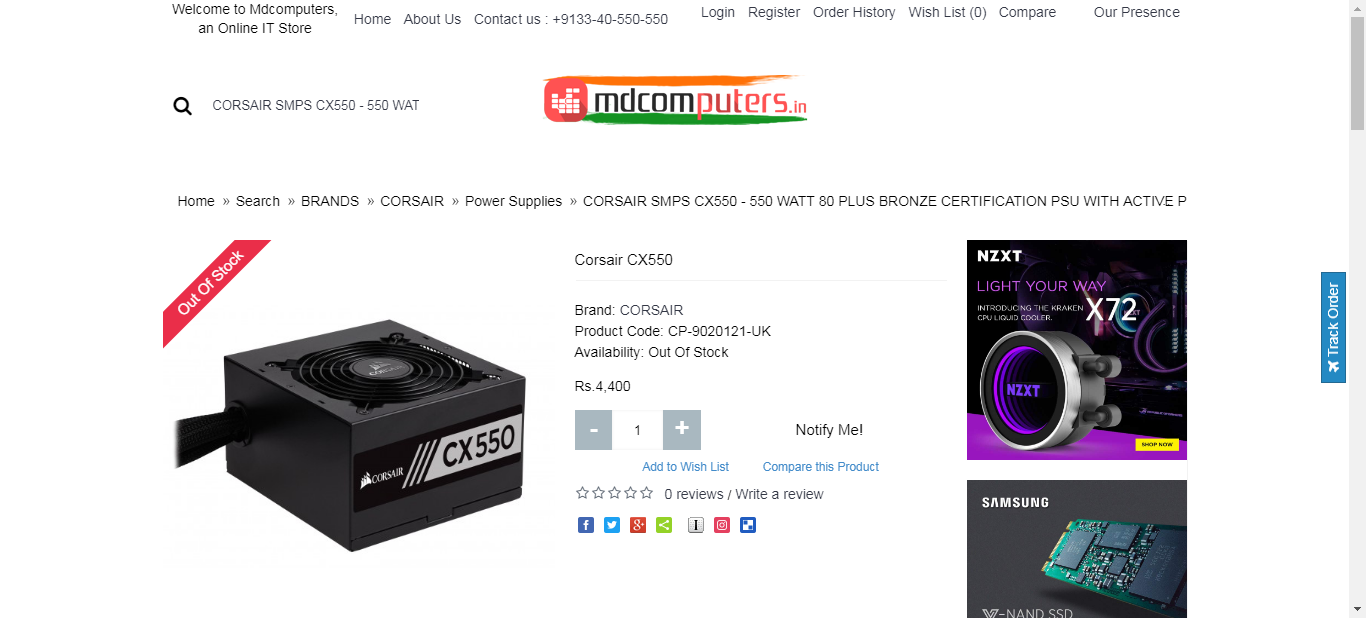 Welcome to Mdcomputers,
an Online IT Store
Home About Us Contact us : +9133-40-550-550
Login Register Order History Wish List (0) Compare Our Presence
CORSAIR SMPS CX550 - 550 WAT
mdcomputers.in
Home » Search » BRANDS » CORSAIR » Power Supplies » CORSAIR SMPS CX550 - 550 WATT 80 PLUS BRONZE CERTIFICATION PSU WITH ACTIVE P
Out Of Stock
CORSAIR
CORSAIR
CX550
Corsair CX550
Brand: CORSAIR
Product Code: CP-9020121-UK
Availability: Out Of Stock
Rs.4,400
- 1 +
Notify Me!
Add to Wish List Compare this Product
0 reviews / Write a review
NZXT
LIGHT YOUR WAY
INTRODUCING THE KRAKEN
CPU LIQUID COOLER.
X72
NZXT
NZXT
SHOP NOW
SAMSUNG
V-NAND SSD
Track Order